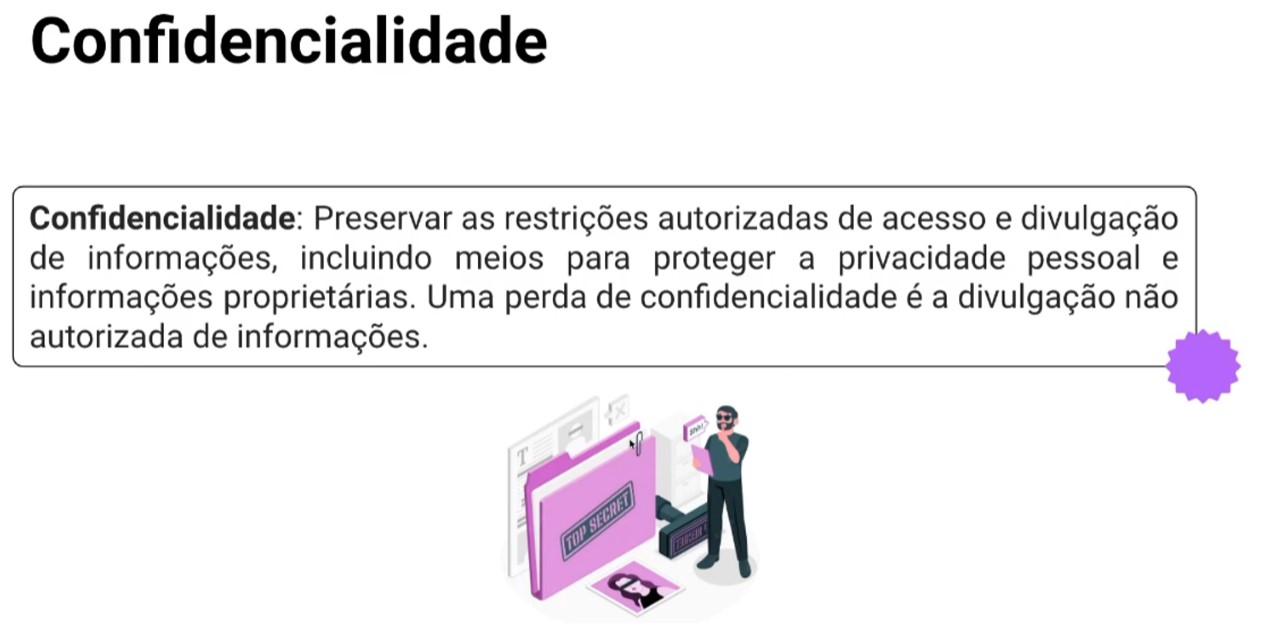 Confidencialidade
Confidencialidade: Preservar as restrições autorizadas de acesso e divulgação
de informações, incluindo meios para proteger a privacidade pessoal e
informações proprietárias. Uma perda de confidencialidade é a divulgação não
autorizada de informações.
T
TOP SECRET